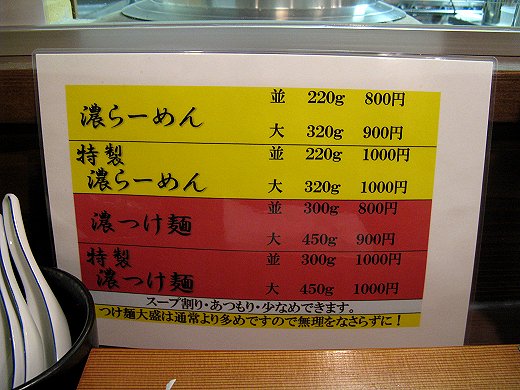 濃らーめん 並 220g 800円
大 320g 900円
特製 並 220g 1000円
濃らーめん 大 320g 1000円
濃つけ麺 並 300g 800円
大 450g 900円
特製 並 300g 1000円
濃つけ麺 大 450g 1000円
スープ割り・あつもり・少なめできます。
つけ麺大盛は通常より多めですので無理をなさらずに！